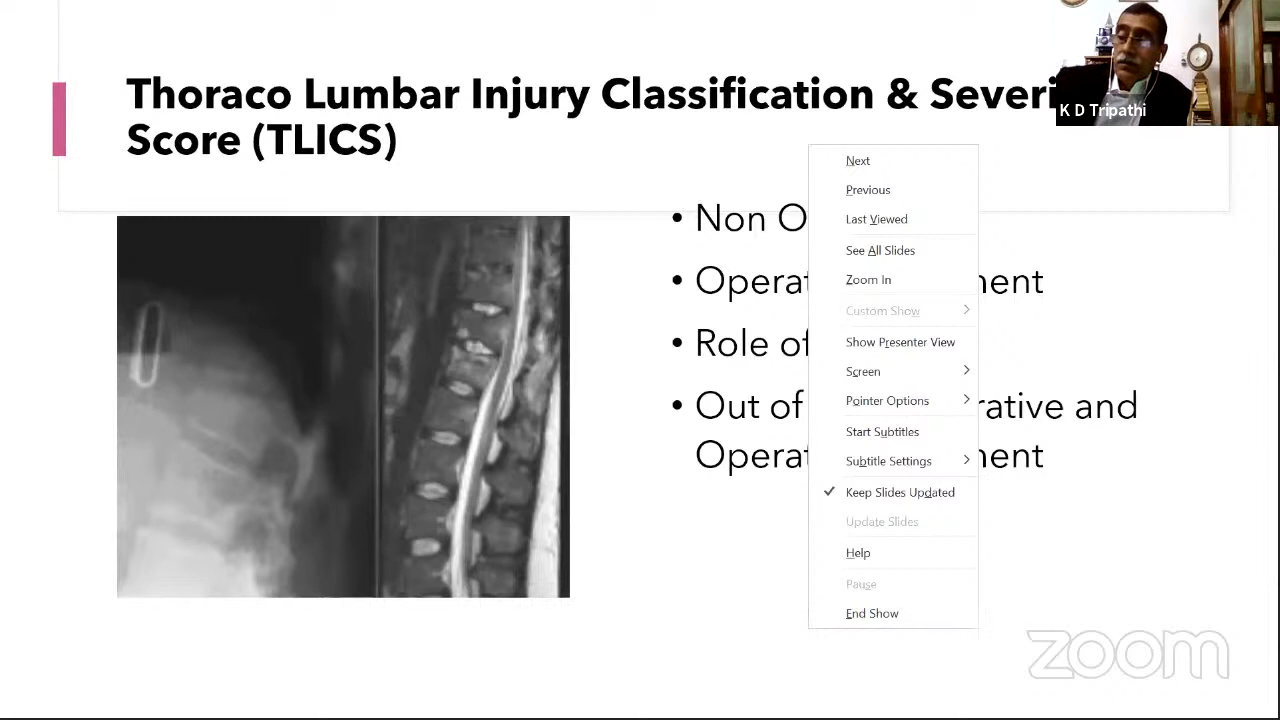 Thoraco Lumbar Injury Classification & Severi
Score (TLICS)
K D Tripathi
• Non O
• Operat
nent
• Role of
• Out of
rative and
Operat
nent
Next
Previous
Last Viewed
See All Slides
Zoom In
Custom Show
Show Presenter View
Screen
Pointer Options
Start Subtitles
Subtitle Settings
Keep Slides Updated
Update Slides
Help
Pause
End Show
zoom